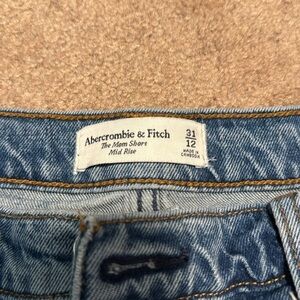 Abercrombie & Fitch
The Mom Short
Mid Rise
31
12
MADE IN
CAMBODIA